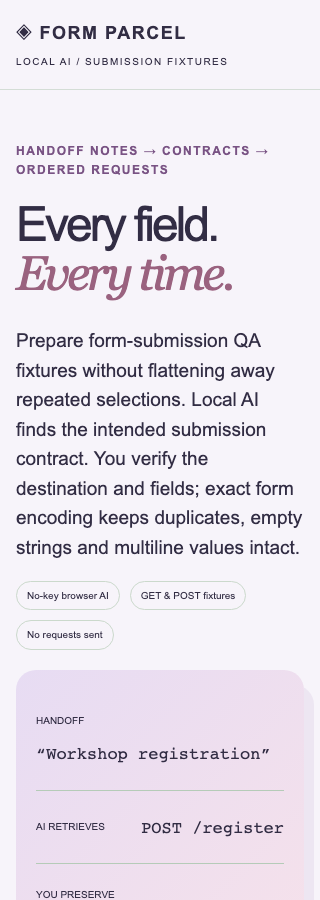 ◈ FORM PARCEL
LOCAL AI / SUBMISSION FIXTURES
HANDOFF NOTES → CONTRACTS →
ORDERED REQUESTS
Every field.
Every time.
Prepare form-submission QA
fixtures without flattening away
repeated selections. Local AI
finds the intended submission
contract. You verify the
destination and fields; exact form
encoding keeps duplicates, empty
strings and multiline values intact.
No-key browser AI
GET & POST fixtures
No requests sent
HANDOFF
“Workshop registration”
AI RETRIEVES
POST /register
YOU PRESERVE